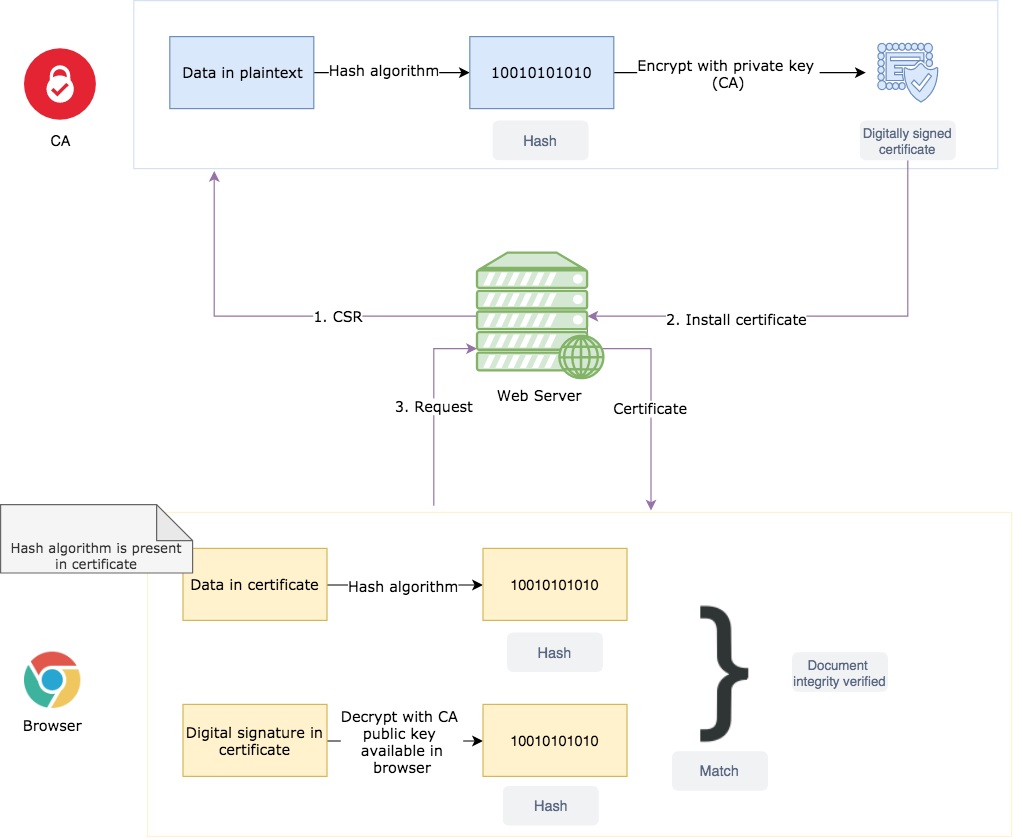 Data in plaintext
Hash algorithm
10010101010
Encrypt with private key
(CA)
CA
Hash
Digitally signed
certificate
1. CSR
2. Install certificate
Web Server
3. Request
Certificate
Hash algorithm is present
in certificate
Data in certificate
Hash algorithm
10010101010
Hash
Document
integrity verified
Browser
Digital signature in
certificate
Decrypt with CA
public key
available in
browser
10010101010
}
Match
Hash